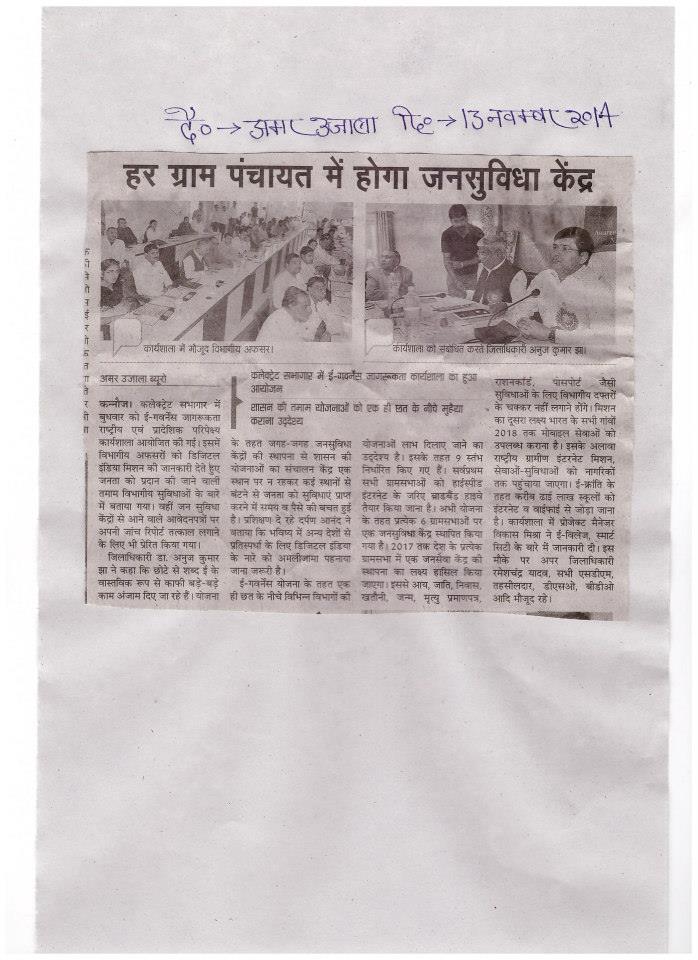 दै० → अमर उजाला दि० → 13 नवम्बर 2014
हर ग्राम पंचायत में होगा जनसुविधा केंद्र
कार्यशाला में मौजूद विभागीय अफसर।
कार्यशाला को संबोधित करते जिलाधिकारी अनुज कुमार झा।
अमर उजाला ब्यूरो
कलेक्ट्रेट सभागार में ई-गवर्नेंस जागरूकता कार्यशाला का हुआ
आयोजन
शासन की तमाम योजनाओं को एक ही छत के नीचे मुहैया
कराना उद्देश्य
कन्नौज। कलेक्ट्रेट सभागार में
बुधवार को ई-गवर्नेंस जागरूकता
राष्ट्रीय एवं प्रादेशिक परिपेक्ष्य
कार्यशाला आयोजित की गई। इसमें
विभागीय अफसरों को डिजिटल
इंडिया मिशन की जानकारी देते हुए
जनता को प्रदान की जाने वाली
तमाम विभागीय सुविधाओं के बारे
में बताया गया। वहीं जन सुविधा
केंद्रों से आने वाले आवेदनपत्रों पर
अपनी जांच रिपोर्ट तत्काल लगाने
के लिए भी प्रेरित किया गया।
जिलाधिकारी डा. अनुज कुमार
झा ने कहा कि छोटे से शब्द ई के
वास्तविक रूप से काफी बड़े-बड़े
काम अंजाम दिए जा रहे हैं। योजना
के तहत जगह-जगह जनसुविधा
केंद्रों की स्थापना से शासन की
योजनाओं का संचालन केंद्र एक
स्थान पर न रहकर कई स्थानों से
बंटने से जनता को सुविधाएं प्राप्त
करने में समय व पैसे की बचत हुई
है। प्रशिक्षण दे रहे दर्पण आनंद ने
बताया कि भविष्य में अन्य देशों से
प्रतिस्पर्धा के लिए डिजिटल इंडिया
के नारे को अमलीजामा पहनाया
जाना जरूरी है।
ई-गवर्नेंस योजना के तहत एक
ही छत के नीचे विभिन्न विभागों की
योजनाओं लाभ दिलाए जाने का
उद्देश्य है। इसके तहत 9 स्तंभ
निर्धारित किए गए हैं। सर्वप्रथम
सभी ग्रामसभाओं को हाईस्पीड
इंटरनेट के जरिए ब्राडबैंड हाइवे
तैयार किया जाना है। अभी योजना
के तहत प्रत्येक 6 ग्रामसभाओं पर
एक जनसुविधा केंद्र स्थापित किया
गया है। 2017 तक देश के प्रत्येक
ग्रामसभा में एक जनसेवा केंद्र की
स्थापना का लक्ष्य हासिल किया
जाएगा। इससे आय, जाति, निवास,
खतौनी, जन्म, मृत्यु प्रमाणपत्र,
राशनकार्ड, पासपोर्ट जैसी
सुविधाओं के लिए विभागीय दफ्तरों
के चक्कर नहीं लगाने होंगे। मिशन
का दूसरा लक्ष्य भारत के सभी गांवों
2018 तक मोबाइल सेवाओं को
उपलब्ध कराना है। इसके अलावा
राष्ट्रीय ग्रामीण इंटरनेट मिशन,
सेवाओं-सुविधाओं को नागरिकों
तक पहुंचाया जाएगा। ई-क्रांति के
तहत करीब ढाई लाख स्कूलों को
इंटरनेट व वाईफाई से जोड़ा जाना
है। कार्यशाला में प्रोजेक्ट मैनेजर
विकास मिश्रा ने ई-विलेज, स्मार्ट
सिटी के बारे में जानकारी दी। इस
मौके पर अपर जिलाधिकारी
रमेशचंद्र यादव, सभी एसडीएम,
तहसीलदार, डीएसओ, बीडीओ
आदि मौजूद रहे।